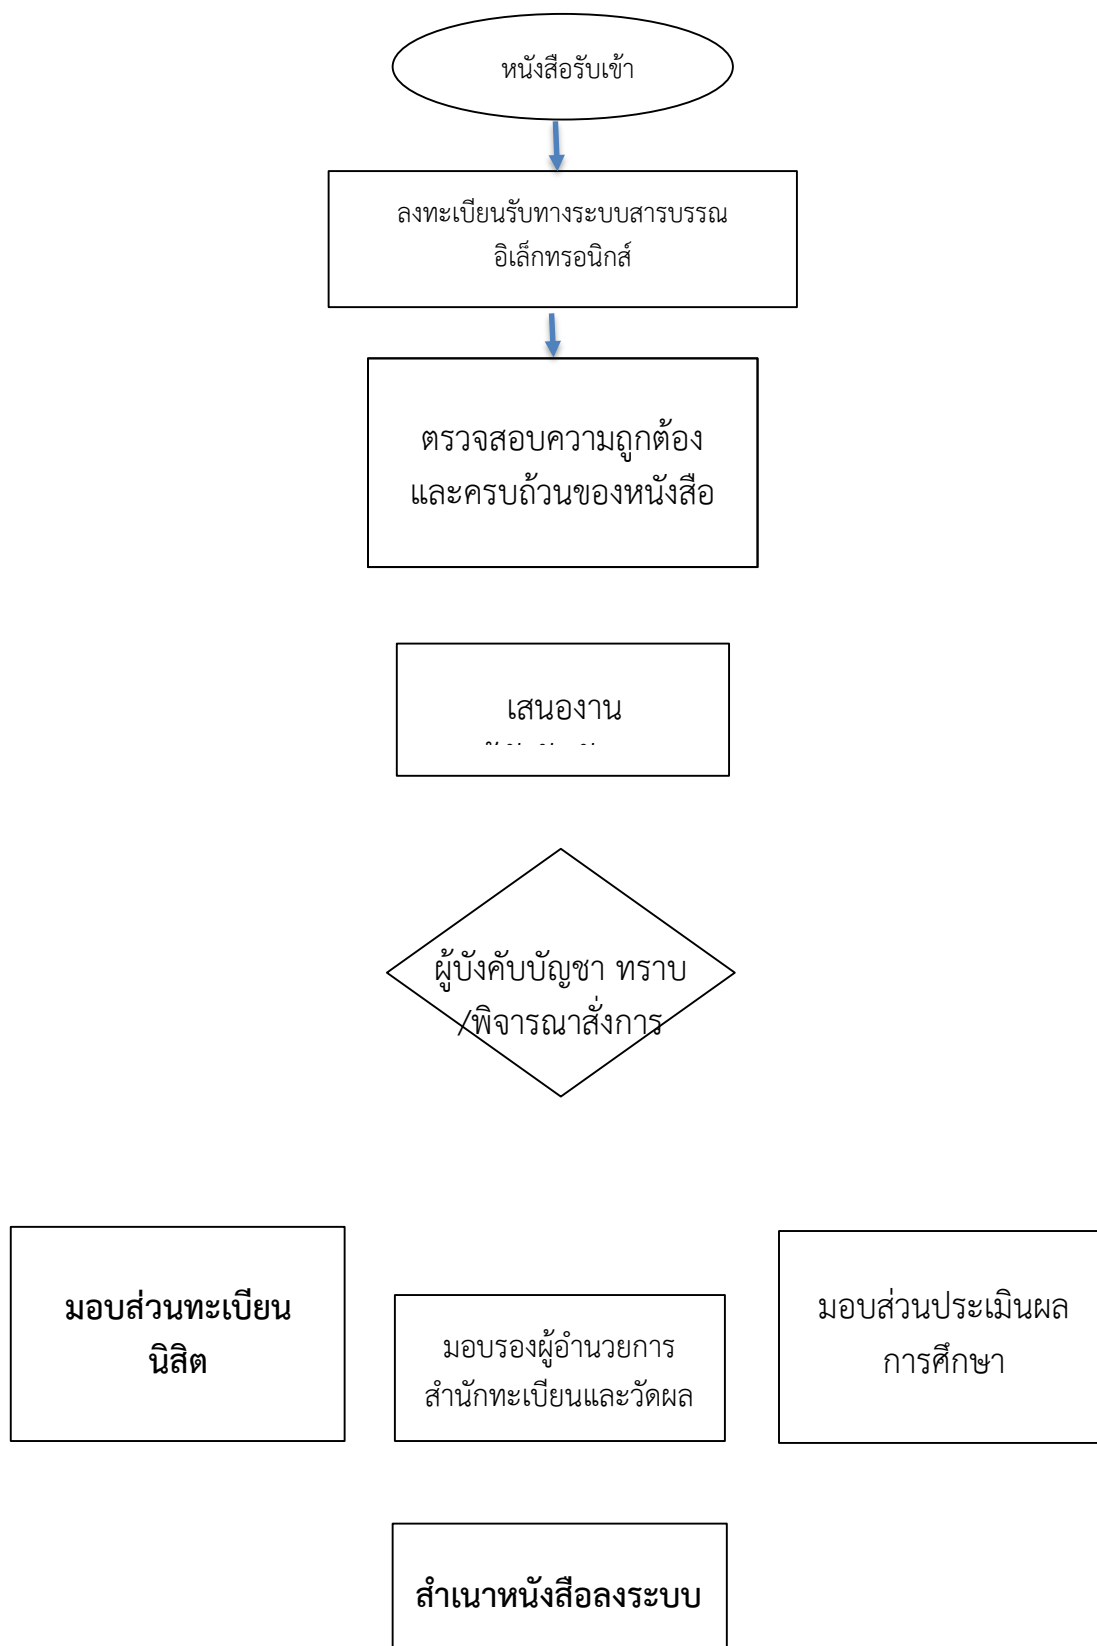 หนังสือรับเข้า
ลงทะเบียนรับทางระบบสารบรรณ
อิเล็กทรอนิกส์
ตรวจสอบความถูกต้อง
และครบถ้วนของหนังสือ
เสนองาน
ผู้บังคับบัญชา ทราบ
/พิจารณาสั่งการ
มอบส่วนทะเบียน
นิสิต
มอบรองผู้อำนวยการ
สำนักทะเบียนและวัดผล
มอบส่วนประเมินผล
การศึกษา
สำเนาหนังสือลงระบบ